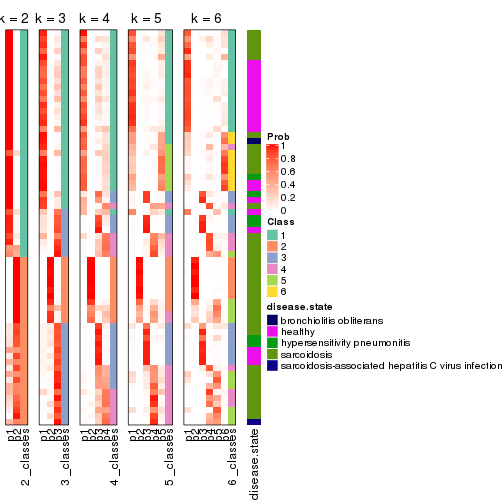 k = 2 k = 3 k = 4 k = 5 k = 6
Prob
1
0.8
0.6
0.4
0.2
0
Class
1
2
3
4
5
6
disease.state
bronchiolitis obliterans
healthy
hypersensitivity pneumonitis
sarcoidosis
sarcoidosis-associated hepatitis C virus infection
p1 p2 2_classes p1 p2 p3 3_classes p1 p2 p3 p4 4_classes p1 p2 p3 p4 p5 5_classes p1 p2 p3 p4 p5 p6 6_classes disease.state